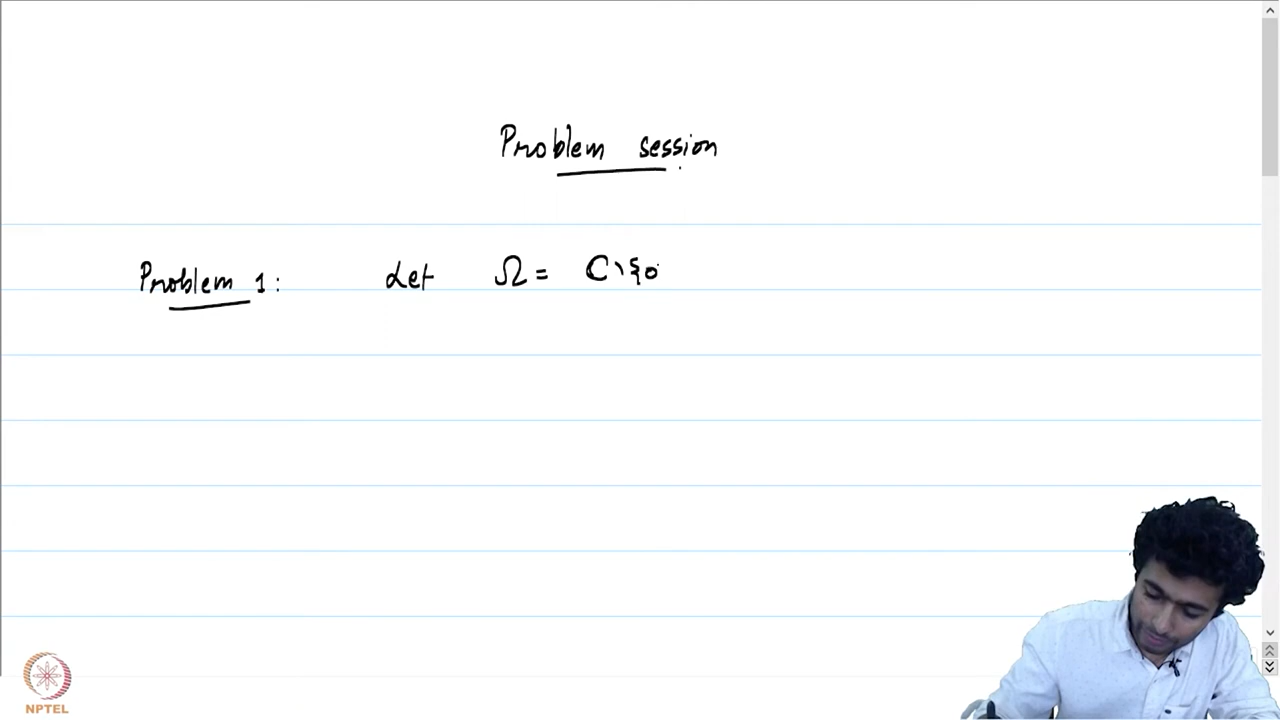 Problem session
Problem 1: Let Ω = ℂ\{0
NPTEL